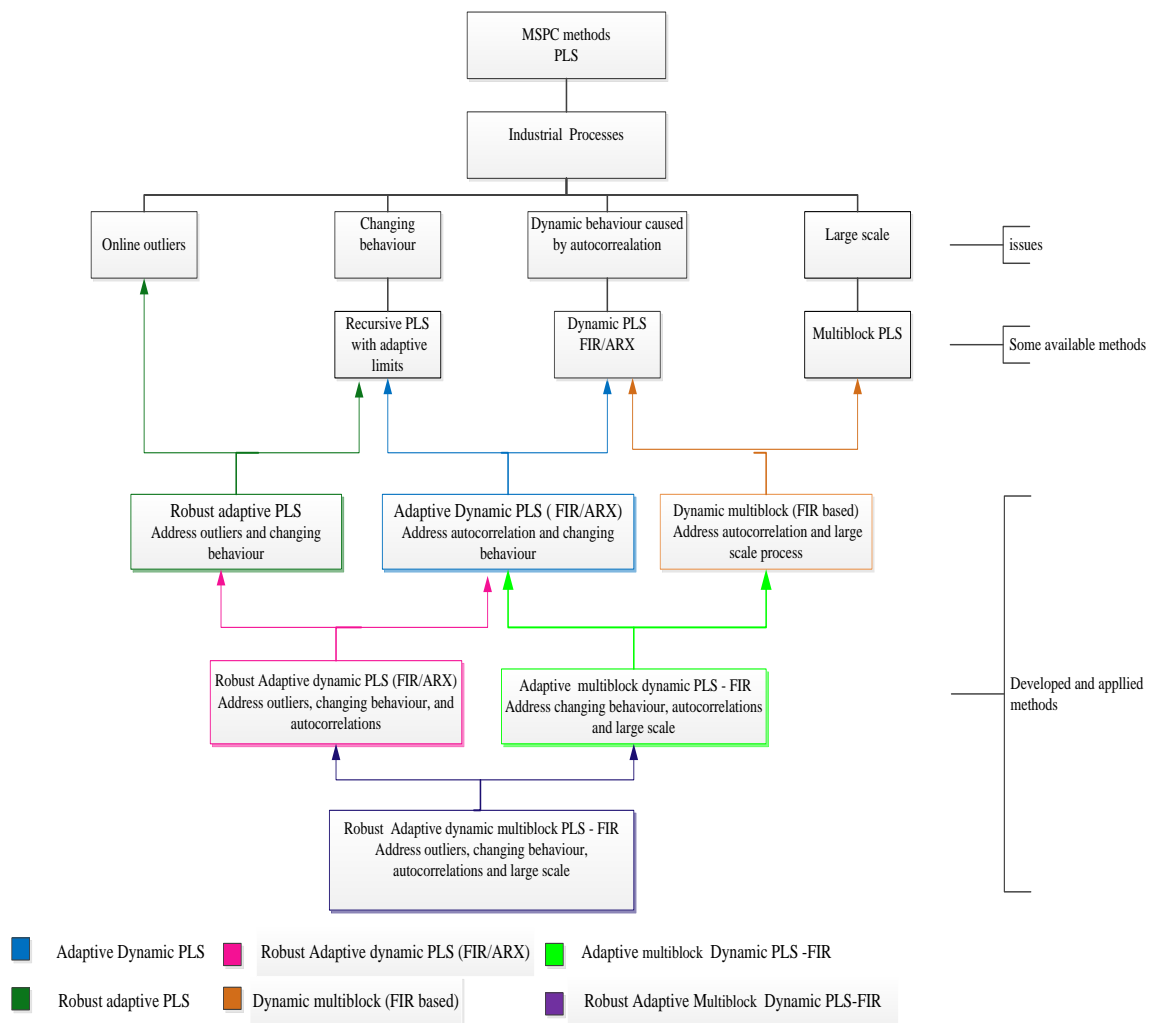 MSPC methods
PLS
Industrial Processes
Online outliers
Changing
behaviour
Dynamic behaviour caused
by autocorrealation
Large scale
issues
Recursive PLS
with adaptive
limits
Dynamic PLS
FIR/ARX
Multiblock PLS
Some available methods
Robust adaptive PLS
Address outliers and changing
behaviour
Adaptive Dynamic PLS ( FIR/ARX)
Address autocorrelation and changing
behaviour
Dynamic multiblock (FIR based)
Address autocorrelation and large
scale process
Robust Adaptive dynamic PLS (FIR/ARX)
Address outliers, changing behaviour, and
autocorrelations
Adaptive multiblock dynamic PLS - FIR
Address changing behaviour, autocorrelations
and large scale
Developed and appllied
methods
Robust Adaptive dynamic multiblock PLS - FIR
Address outliers, changing behaviour,
autocorrelations and large scale
Adaptive Dynamic PLS
Robust Adaptive dynamic PLS (FIR/ARX)
Adaptive multiblock Dynamic PLS -FIR
Robust adaptive PLS
Dynamic multiblock (FIR based)
Robust Adaptive Multiblock Dynamic PLS-FIR